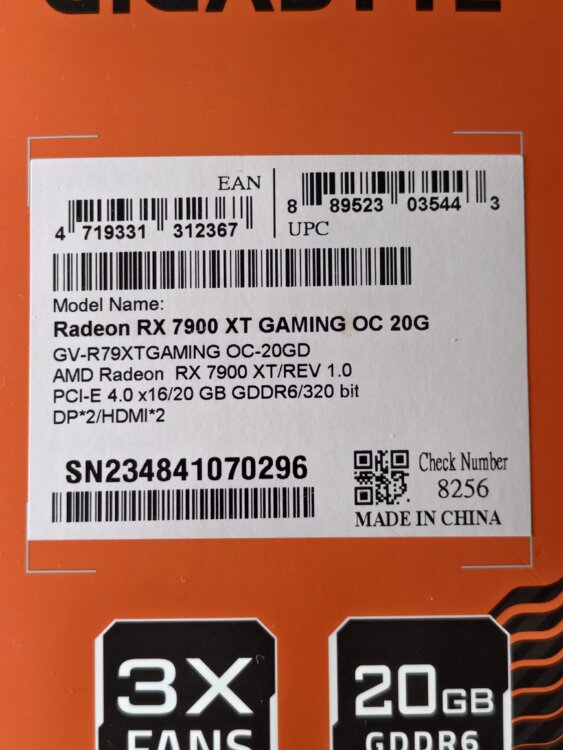 GIGABYTE
EAN
4 719331 312367
8 89523 03544 3
UPC
Model Name:
Radeon RX 7900 XT GAMING OC 20G
GV-R79XTGAMING OC-20GD
AMD Radeon RX 7900 XT/REV 1.0
PCI-E 4.0 x16/20 GB GDDR6/320 bit
DP*2/HDMI*2
SN234841070296
Check Number
8256
MADE IN CHINA
3X
FANS
20GB
GDDR6